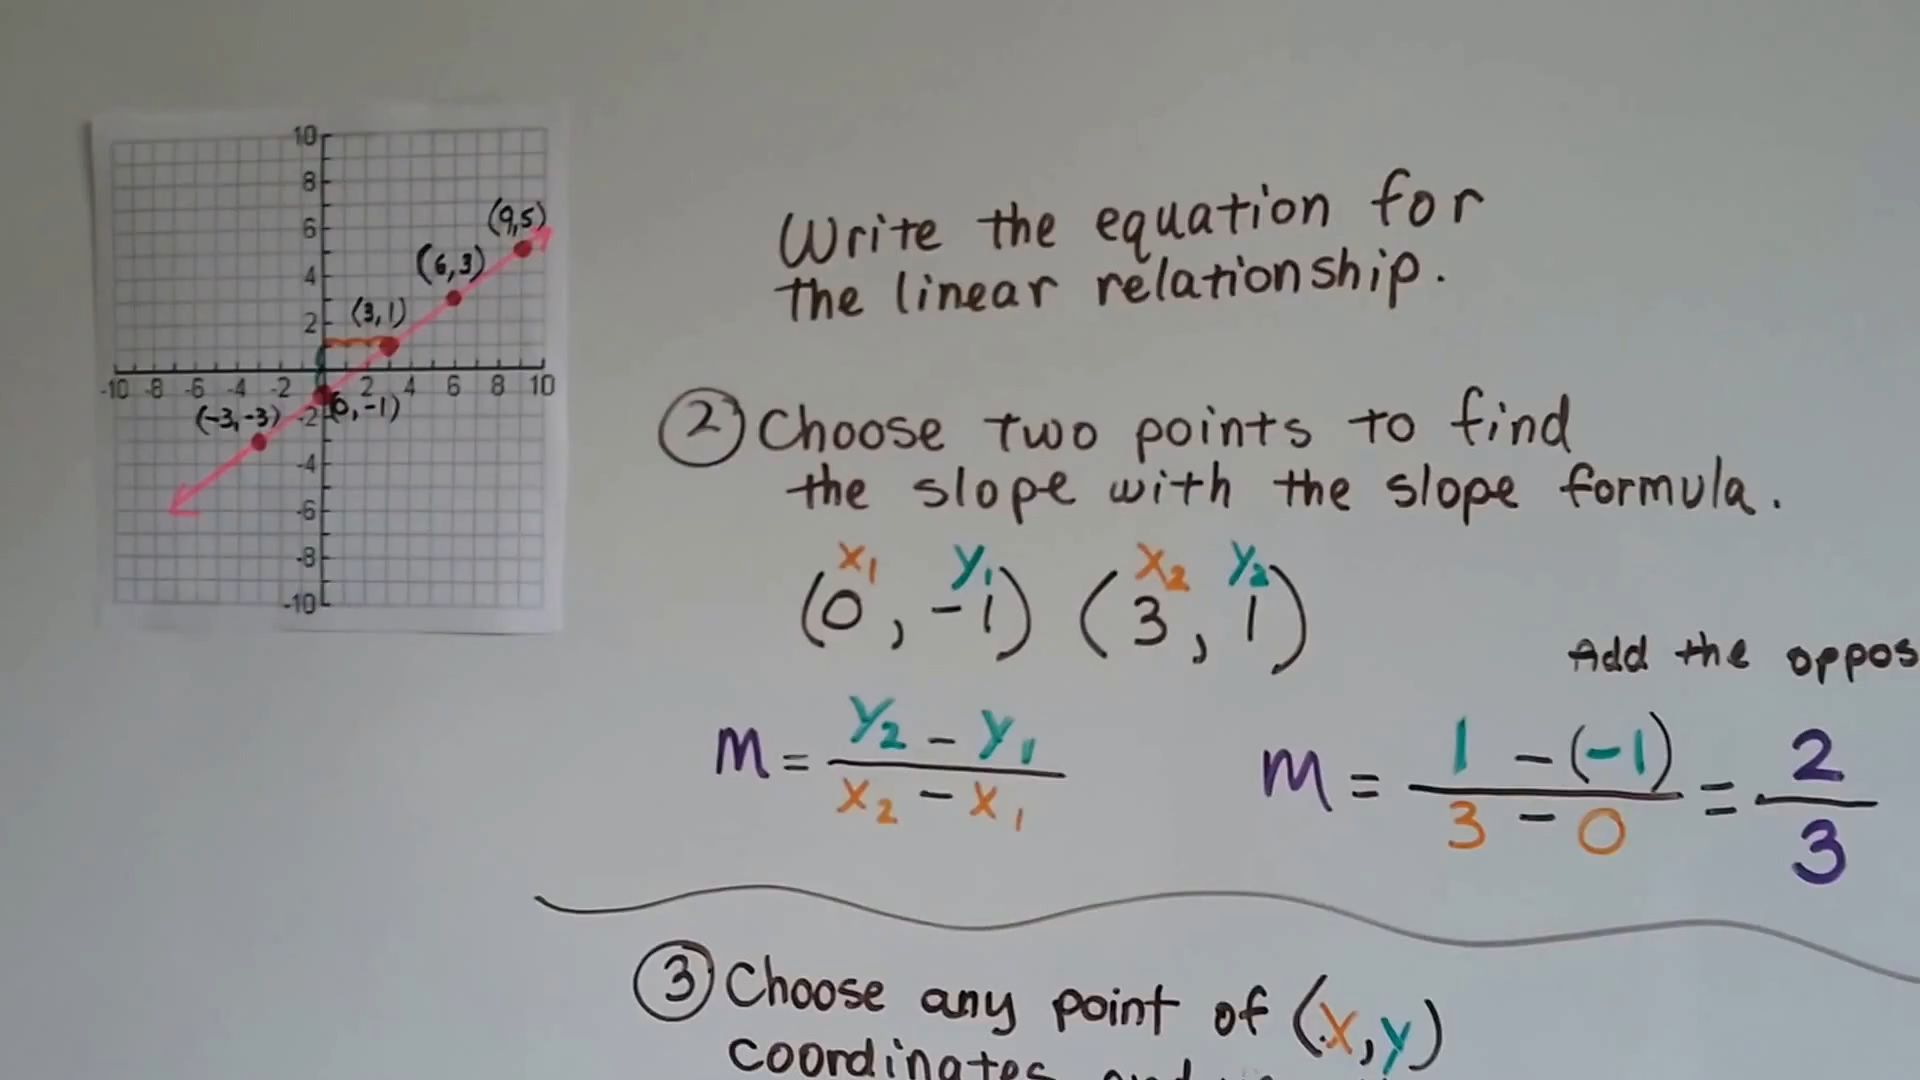 10
8
(9,5)
6
(6,3)
4
(3,1)
2
-10 -8 -6 -4 -2 2 4 6 8 10
(-3,-3) -2 (0,-1)
-4
-6
-8
-10
Write the equation for
the linear relationship.
② Choose two points to find
the slope with the slope formula.
x₁ y₁ x₂ y₂
(0, -1) (3, 1)
Add the oppos
m = y₂ - y₁ / x₂ - x₁
m = 1 - (-1) / 3 - 0 = 2 / 3
③ Choose any point of (x,y)
coordinates